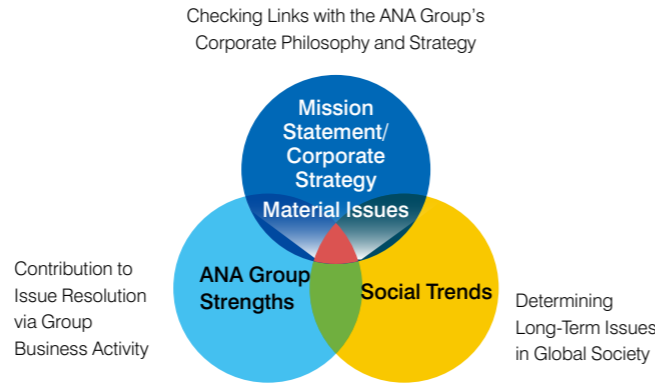 Checking Links with the ANA Group's
Corporate Philosophy and Strategy
Mission
Statement/
Corporate
Strategy
Material Issues
ANA Group
Strengths
Social Trends
Contribution to
Issue Resolution
via Group
Business Activity
Determining
Long-Term Issues
in Global Society